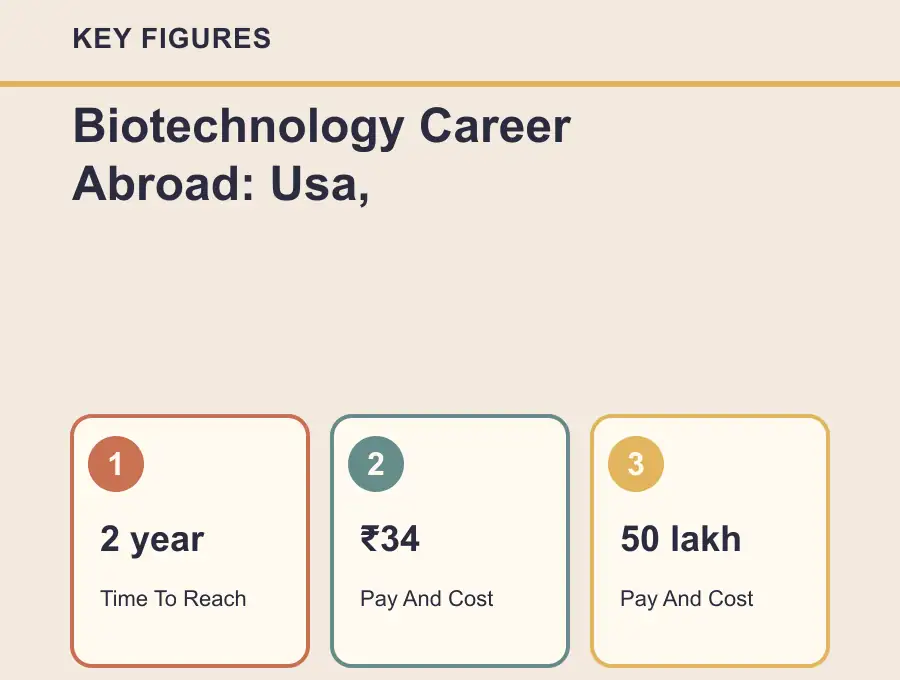 KEY FIGURES
Biotechnology Career
Abroad: Usa,
1
2 year
Time To Reach
2
₹34
Pay And Cost
3
50 lakh
Pay And Cost